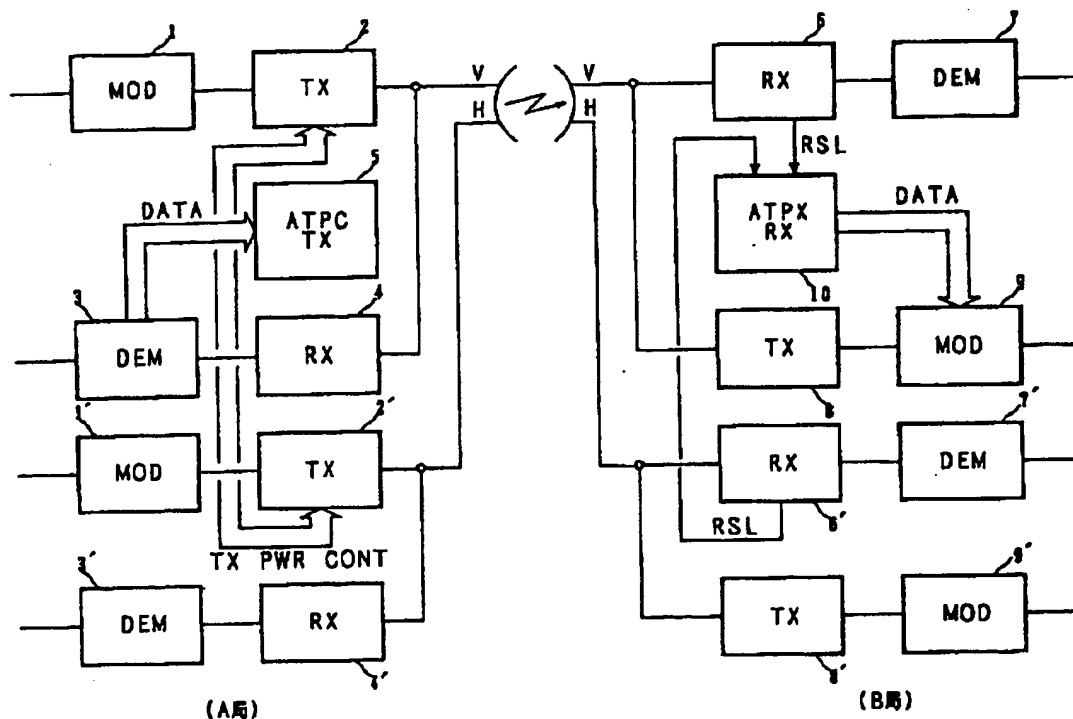 1
2
6
7
MOD
TX
V
H
V
H
RX
DEM
RSL
5
DATA
ATPC
TX
ATPX
RX
DATA
10
9
3
4
DEM
RX
TX
MOD
8
1′
2′
7′
MOD
TX
RX
DEM
6′
RSL
TX PWR CONT
3′
9′
DEM
RX
TX
MOD
4′
8′
(A局)
(B局)